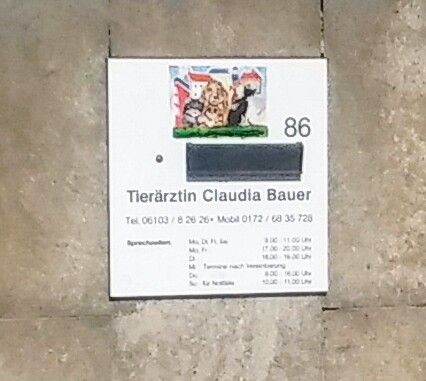 86
Tierärztin Claudia Bauer
Tel. 06103 / 8 26 26 • Mobil 0172 / 68 35 728
Sprechzeiten: Mo, Di, Fr, Sa 9.00 - 11.00 Uhr
Mo, Fr 17.00 - 20.00 Uhr
Di 16.00 - 18.00 Uhr
Mi Termine nach Vereinbarung
Do 9.00 - 16.00 Uhr
So für Notfälle 10.00 - 11.00 Uhr